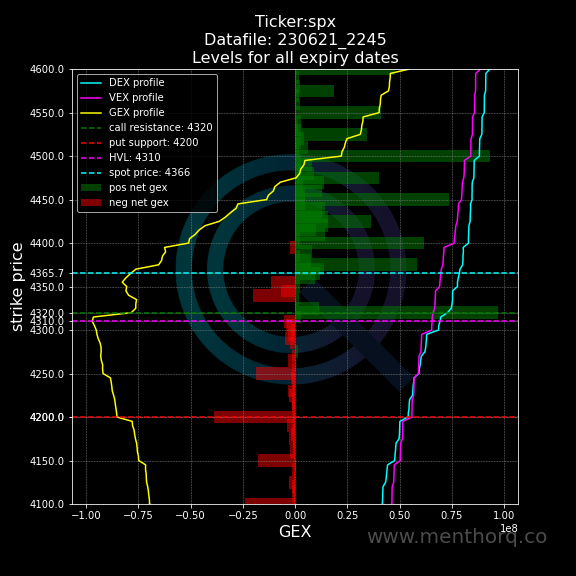 Ticker:spx
Datafile: 230621_2245
Levels for all expiry dates
DEX profile
VEX profile
GEX profile
call resistance: 4320
put support: 4200
HVL: 4310
spot price: 4366
pos net gex
neg net gex
strike price
4600.0
4550.0
4500.0
4450.0
4400.0
4365.7
4350.0
4320.0
4310.0
4300.0
4250.0
4200.0
4150.0
4100.0
−1.00 −0.75 −0.50 −0.25 0.00 0.25 0.50 0.75 1.00
1e8
GEX
www.menthorq.co